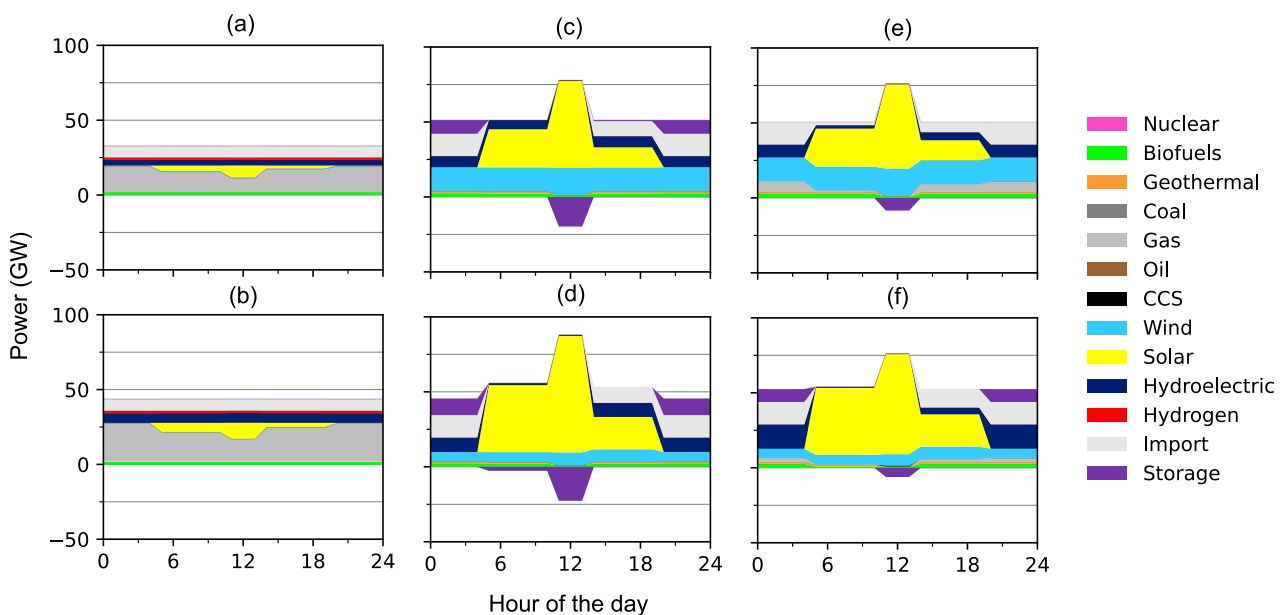 (a)
(c)
(e)
100
50
0
−50
(b)
(d)
(f)
100
50
0
−50
0 6 12 18 24
0 6 12 18 24
0 6 12 18 24
Power (GW)
Hour of the day
Nuclear
Biofuels
Geothermal
Coal
Gas
Oil
CCS
Wind
Solar
Hydroelectric
Hydrogen
Import
Storage